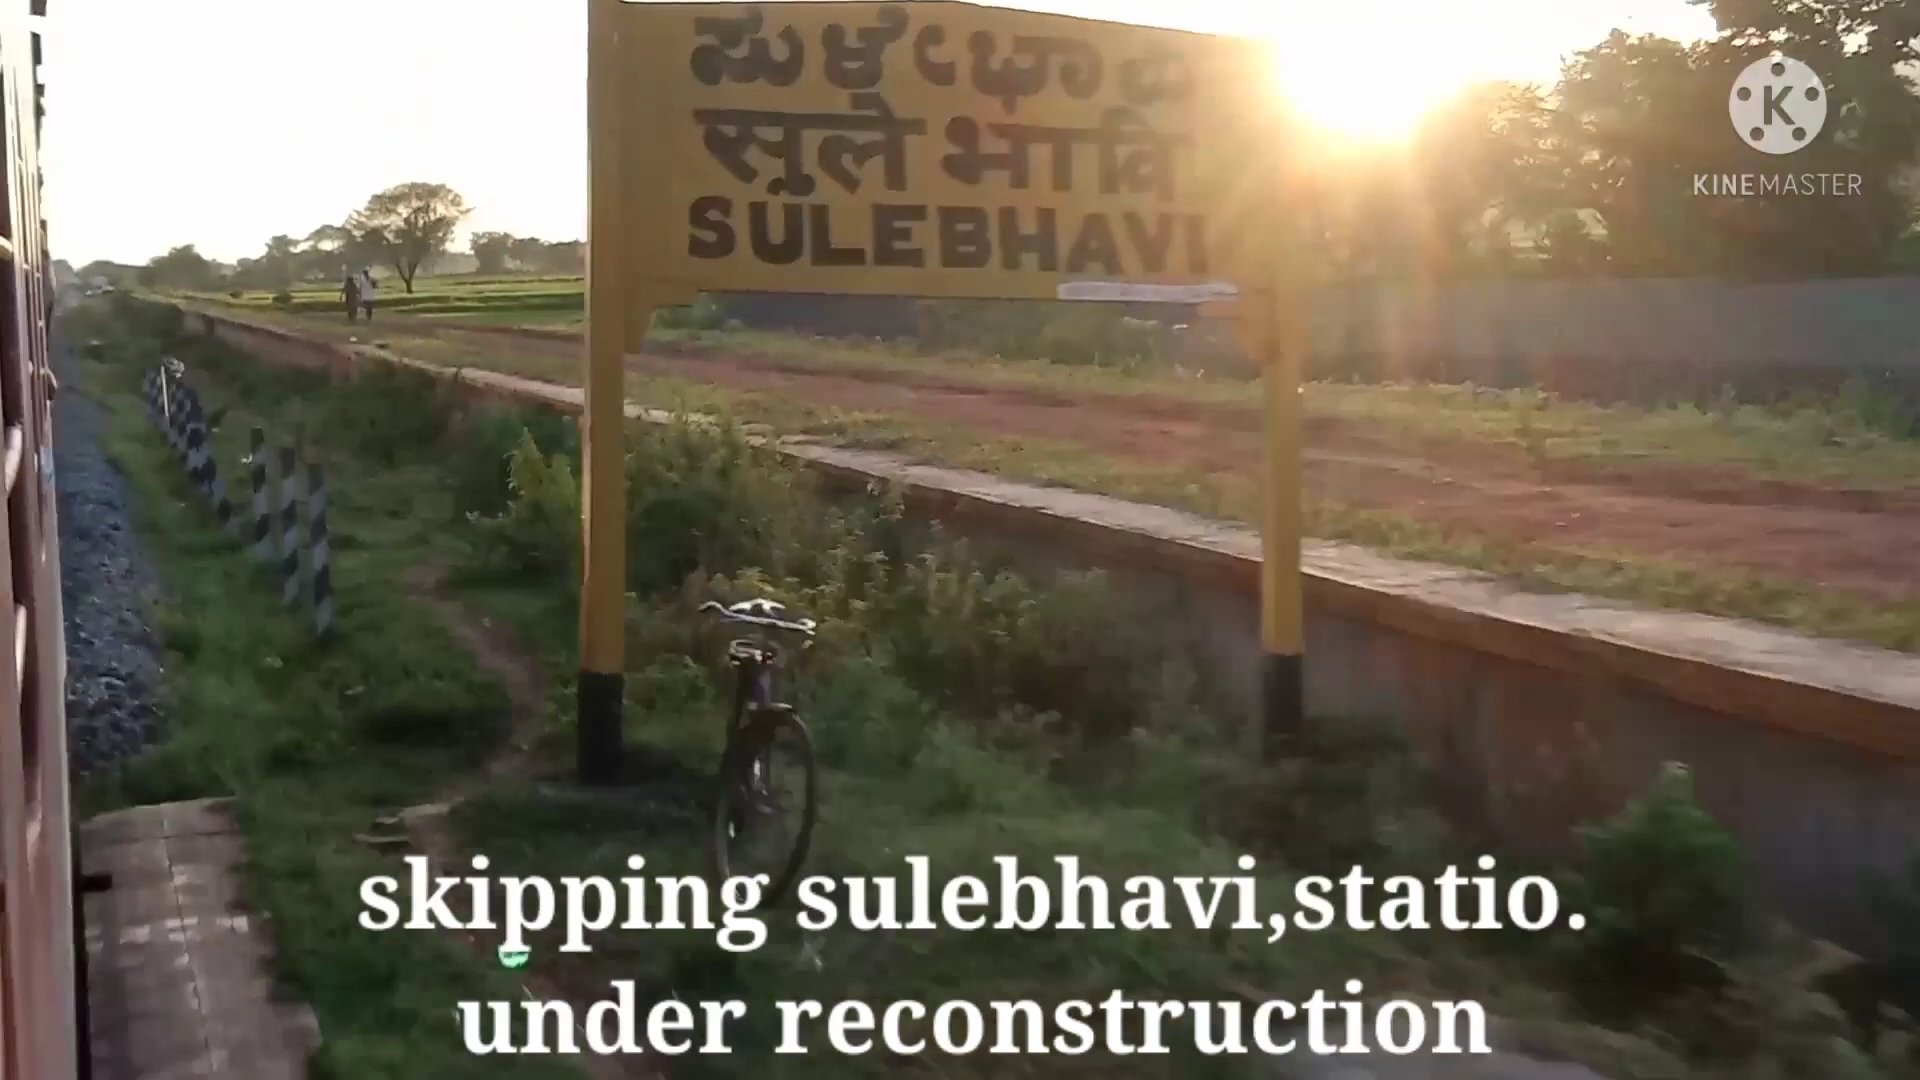 ಸುಳೇಭಾವಿ
सुले भावि
SULEBHAVI
K
KINEMASTER
skipping sulebhavi,statio.
under reconstruction